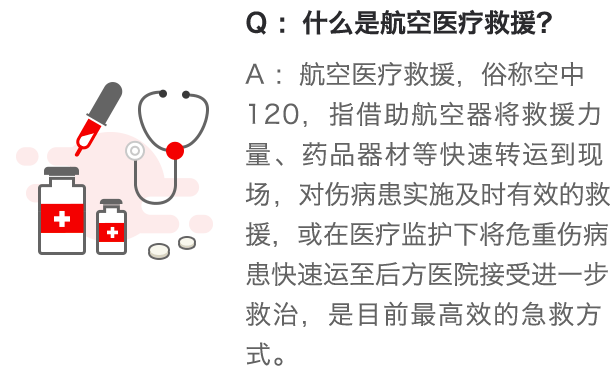 Q：什么是航空医疗救援？
A：航空医疗救援，俗称空中
120，指借助航空器将救援力
量、药品器材等快速转运到现
场，对伤病患实施及时有效的救
援，或在医疗监护下将危重伤病
患快速运至后方医院接受进一步
救治，是目前最高效的急救方
式。